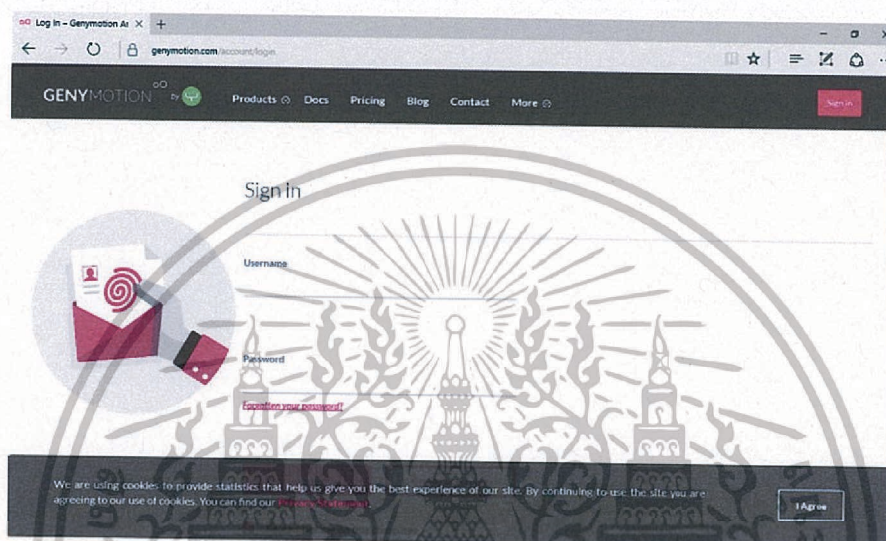 Log In – Genymotion An
genymotion.com/account/login
GENYMOTION by
Products Docs Pricing Blog Contact More
Sign in
Sign in
Username
Password
Forgotten your password?
We are using cookies to provide statistics that help us give you the best experience of our site. By continuing to use the site you are
agreeing to our use of cookies. You can find our Privacy Statement.
I Agree